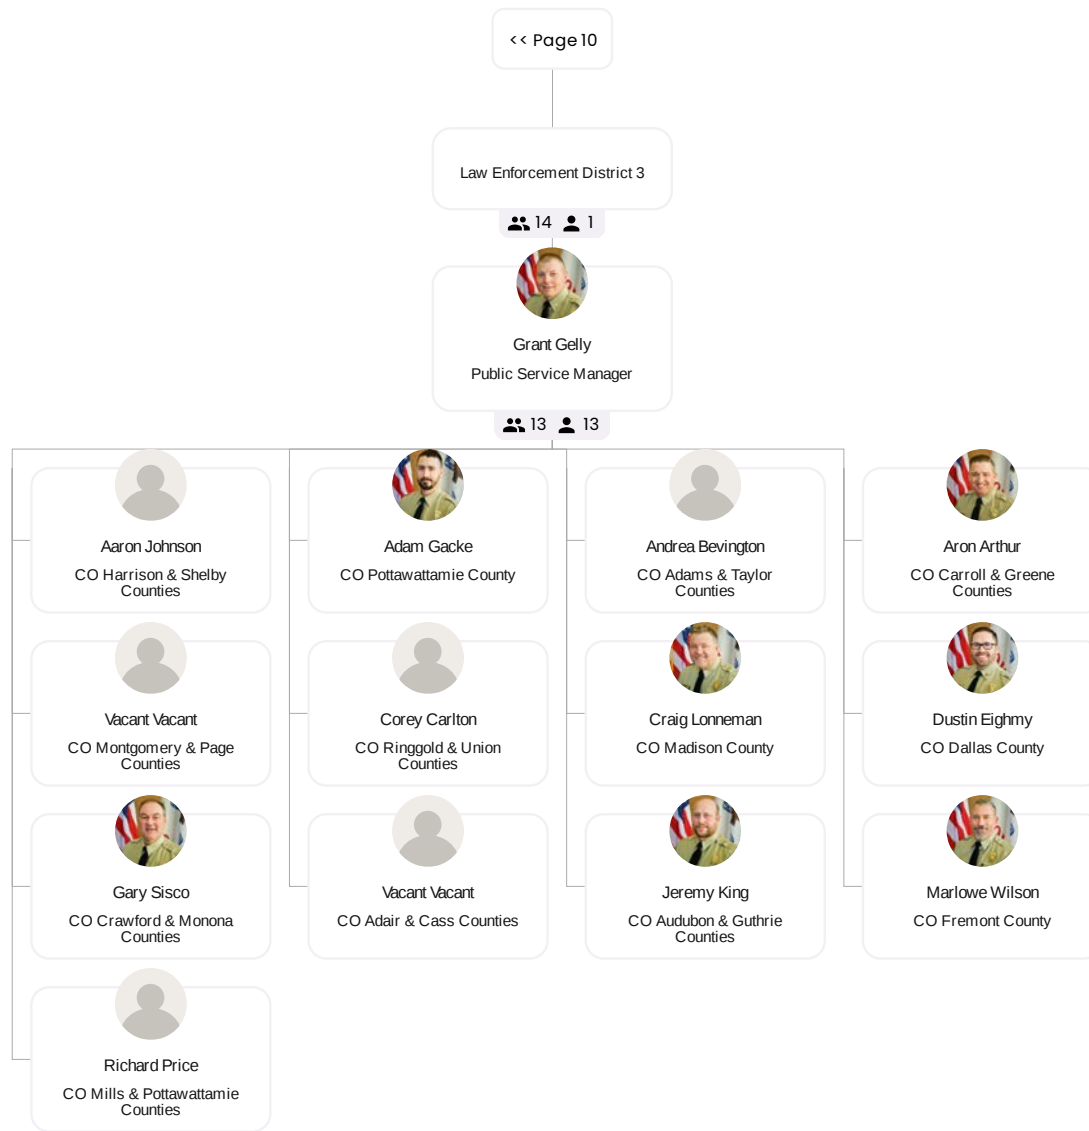 << Page 10
Law Enforcement District 3
14 1
Grant Gelly
Public Service Manager
13 13
Aaron Johnson
CO Harrison & Shelby
Counties
Adam Gacke
CO Pottawattamie County
Andrea Bevington
CO Adams & Taylor
Counties
Aron Arthur
CO Carroll & Greene
Counties
Vacant Vacant
CO Montgomery & Page
Counties
Corey Carlton
CO Ringgold & Union
Counties
Craig Lonneman
CO Madison County
Dustin Eighmy
CO Dallas County
Gary Sisco
CO Crawford & Monona
Counties
Vacant Vacant
CO Adair & Cass Counties
Jeremy King
CO Audubon & Guthrie
Counties
Marlowe Wilson
CO Fremont County
Richard Price
CO Mills & Pottawattamie
Counties